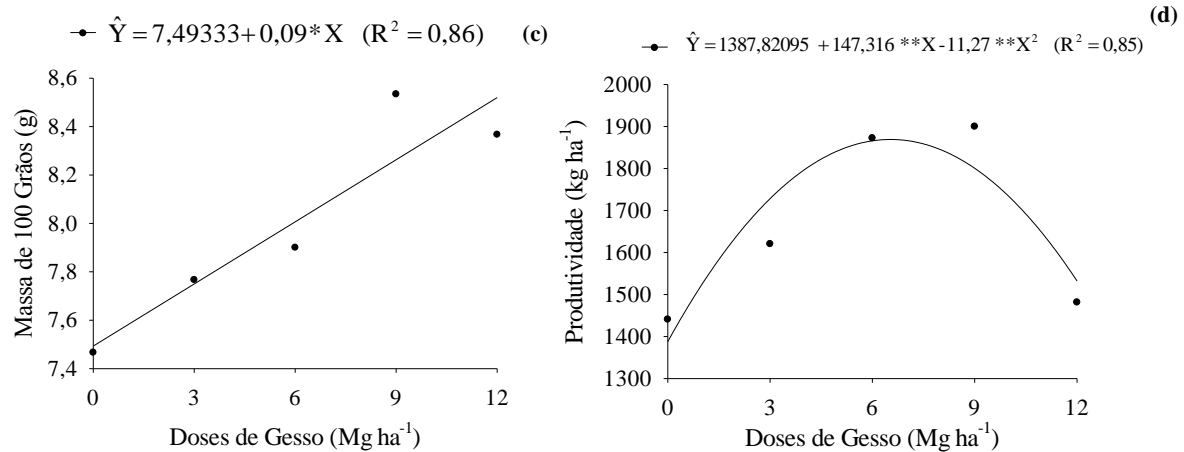 Ŷ = 7,49333+ 0,09* X (R² = 0,86) (c)
8,6
8,4
8,2
8,0
7,8
7,6
7,4
Massa de 100 Grãos (g)
0 3 6 9 12
Doses de Gesso (Mg ha⁻¹)
(d)
Ŷ = 1387,82095 + 147,316 **X - 11,27 **X² (R² = 0,85)
2000
1900
1800
1700
1600
1500
1400
1300
Produtividade (kg ha⁻¹)
0 3 6 9 12
Doses de Gesso (Mg ha⁻¹)